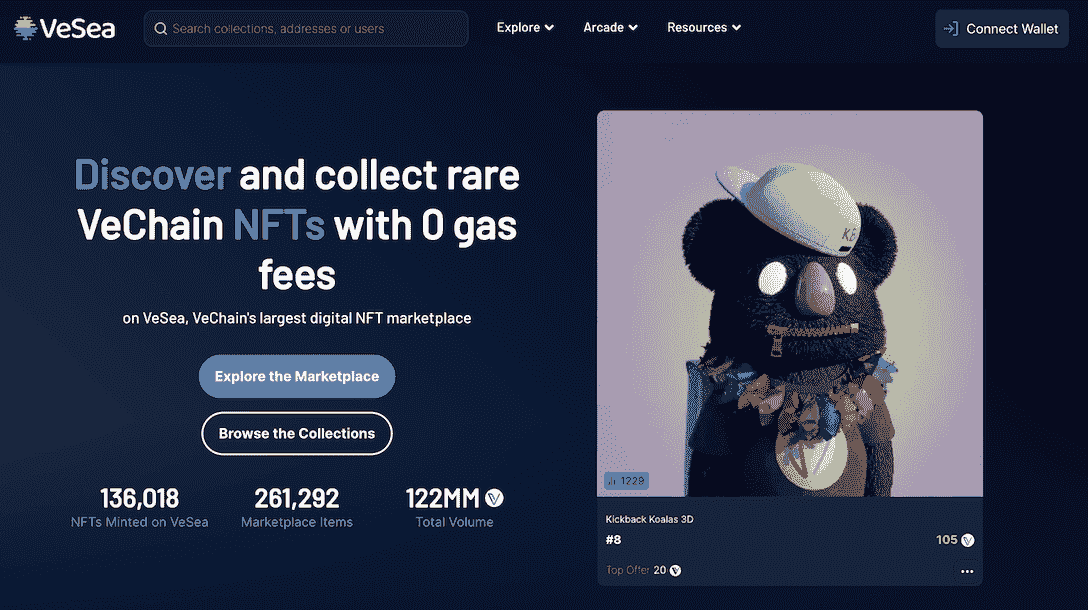 VeSea
Search collections, addresses or users
Explore
Arcade
Resources
Connect Wallet
Discover and collect rare
VeChain NFTs with 0 gas
fees
on VeSea, VeChain's largest digital NFT marketplace
Explore the Marketplace
Browse the Collections
136,018
NFTs Minted on VeSea
261,292
Marketplace Items
122MM
Total Volume
1229
Kickback Koalas 3D
#8
105
Top Offer 20